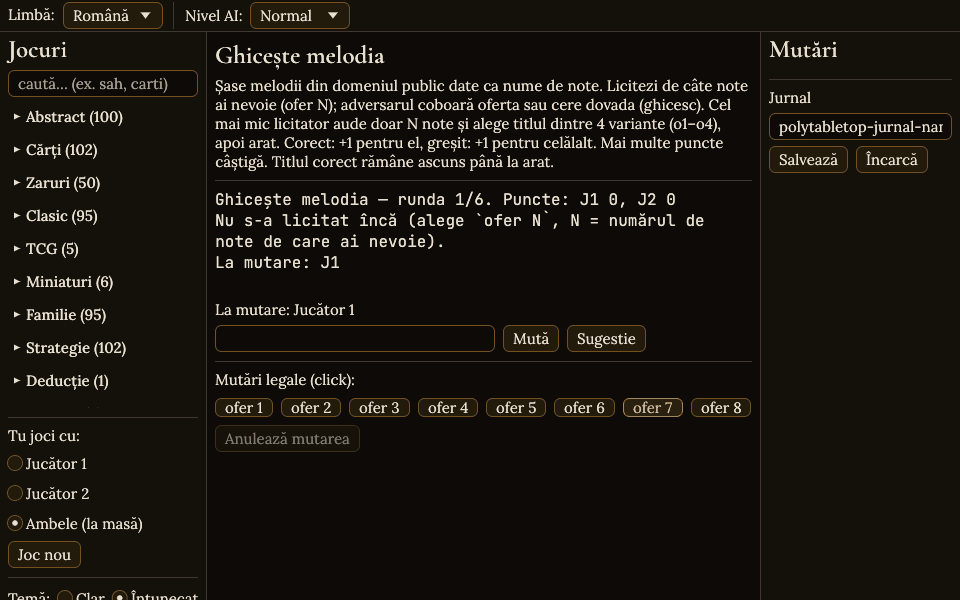 Limbă: Română ▼ Nivel AI: Normal ▼
Jocuri
caută... (ex. sah, carti)
▸ Abstract (100)
▸ Cărți (102)
▸ Zaruri (50)
▸ Clasic (95)
▸ TCG (5)
▸ Miniaturi (6)
▸ Familie (95)
▸ Strategie (102)
▸ Deducție (1)
Tu joci cu:
Jucător 1
Jucător 2
Ambele (la masă)
Joc nou
Temă: Clar Întunecat
Ghicește melodia
Șase melodii din domeniul public date ca nume de note. Licitezi de câte note
ai nevoie (ofer N); adversarul coboară oferta sau cere dovada (ghicesc). Cel
mai mic licitator aude doar N note și alege titlul dintre 4 variante (o1–o4),
apoi arat. Corect: +1 pentru el, greșit: +1 pentru celălalt. Mai multe puncte
câștigă. Titlul corect rămâne ascuns până la arat.
Ghicește melodia — runda 1/6. Puncte: J1 0, J2 0
Nu s-a licitat încă (alege `ofer N`, N = numărul de
note de care ai nevoie).
La mutare: J1
La mutare: Jucător 1
Mută Sugestie
Mutări legale (click):
ofer 1 ofer 2 ofer 3 ofer 4 ofer 5 ofer 6 ofer 7 ofer 8
Anulează mutarea
Mutări
Jurnal
polytabletop-jurnal-nar
Salvează Încarcă